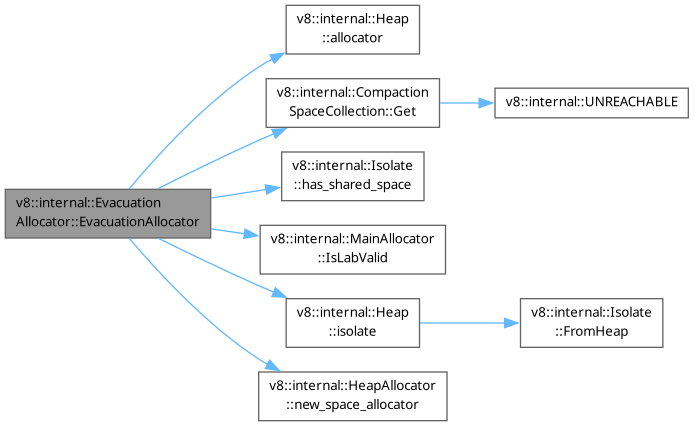 v8::internal::Heap
::allocator
v8::internal::Compaction
SpaceCollection::Get
v8::internal::UNREACHABLE
v8::internal::Isolate
::has_shared_space
v8::internal::Evacuation
Allocator::EvacuationAllocator
v8::internal::MainAllocator
::IsLabValid
v8::internal::Heap
::isolate
v8::internal::Isolate
::FromHeap
v8::internal::HeapAllocator
::new_space_allocator